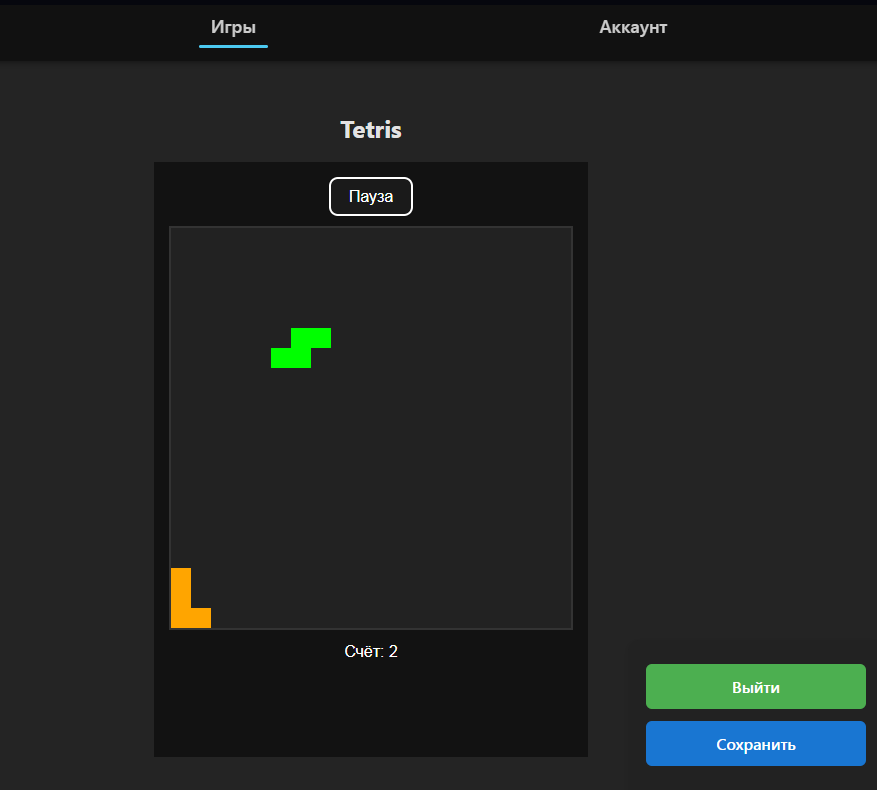 Игры
Аккаунт
Tetris
Пауза
Счёт: 2
Выйти
Сохранить